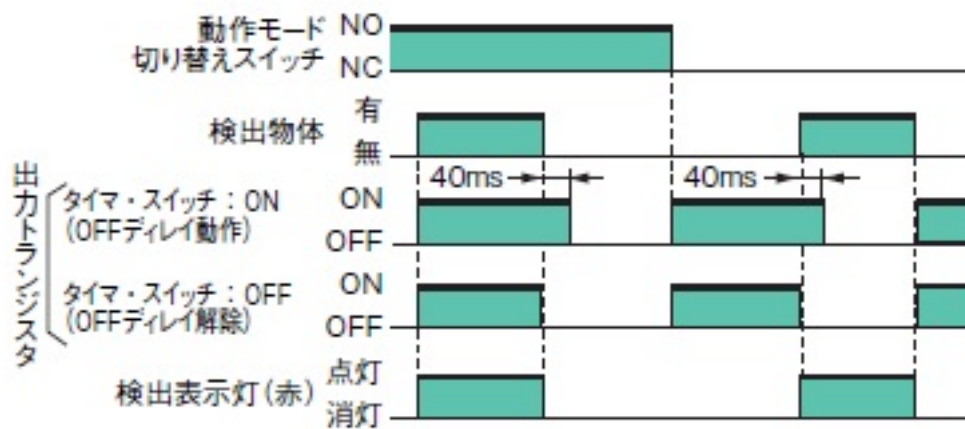 動作モード
切り替えスイッチ
NO
NC
検出物体
有
無
40ms
40ms
出力トランジスタ
タイマ・スイッチ：ON
(OFFディレイ動作)
ON
OFF
タイマ・スイッチ：OFF
(OFFディレイ解除)
ON
OFF
検出表示灯(赤)
点灯
消灯